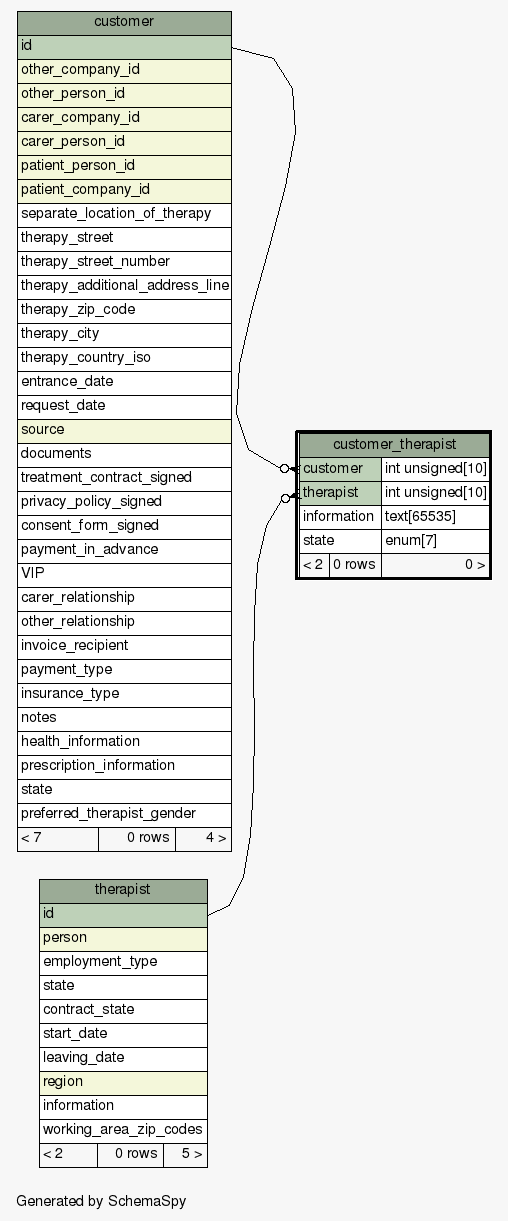 customer
id
other_company_id
other_person_id
carer_company_id
carer_person_id
patient_person_id
patient_company_id
separate_location_of_therapy
therapy_street
therapy_street_number
therapy_additional_address_line
therapy_zip_code
therapy_city
therapy_country_iso
entrance_date
request_date
source
documents
treatment_contract_signed
privacy_policy_signed
consent_form_signed
payment_in_advance
VIP
carer_relationship
other_relationship
invoice_recipient
payment_type
insurance_type
notes
health_information
prescription_information
state
preferred_therapist_gender
< 7 0 rows 4 >
customer_therapist
customer int unsigned[10]
therapist int unsigned[10]
information text[65535]
state enum[7]
< 2 0 rows 0 >
therapist
id
person
employment_type
state
contract_state
start_date
leaving_date
region
information
working_area_zip_codes
< 2 0 rows 5 >
Generated by SchemaSpy